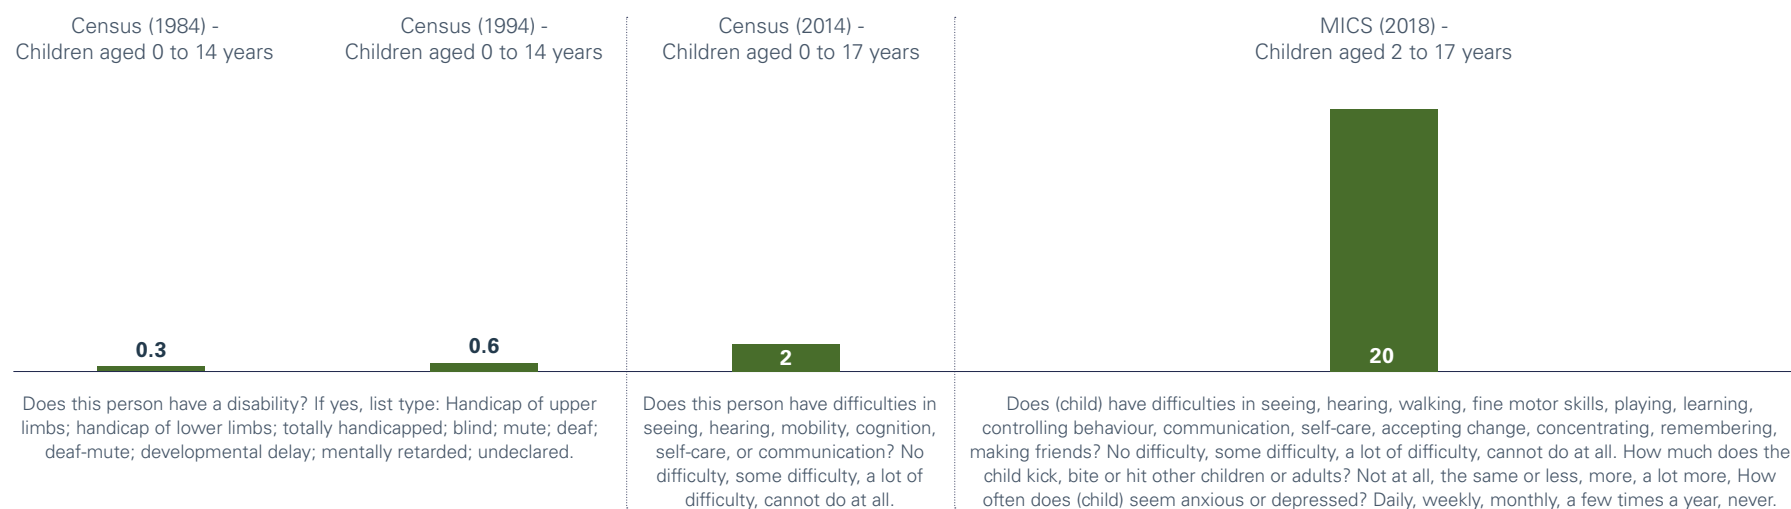 Census (1984) -
Children aged 0 to 14 years
Census (1994) -
Children aged 0 to 14 years
Census (2014) -
Children aged 0 to 17 years
MICS (2018) -
Children aged 2 to 17 years
0.3
0.6
2
20
Does this person have a disability? If yes, list type: Handicap of upper
limbs; handicap of lower limbs; totally handicapped; blind; mute; deaf;
deaf-mute; developmental delay; mentally retarded; undeclared.
Does this person have difficulties in
seeing, hearing, mobility, cognition,
self-care, or communication? No
difficulty, some difficulty, a lot of
difficulty, cannot do at all.
Does (child) have difficulties in seeing, hearing, walking, fine motor skills, playing, learning,
controlling behaviour, communication, self-care, accepting change, concentrating, remembering,
making friends? No difficulty, some difficulty, a lot of difficulty, cannot do at all. How much does the
child kick, bite or hit other children or adults? Not at all, the same or less, more, a lot more, How
often does (child) seem anxious or depressed? Daily, weekly, monthly, a few times a year, never.